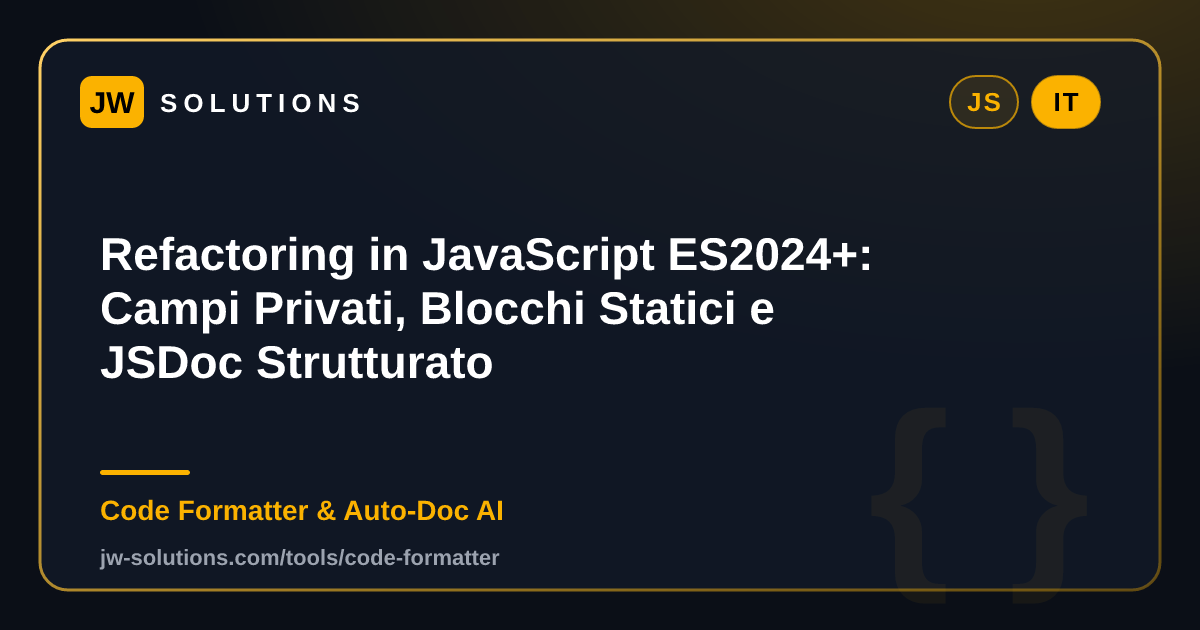 JW SOLUTIONS
JS IT
Refactoring in JavaScript ES2024+:
Campi Privati, Blocchi Statici e
JSDoc Strutturato
{ }
Code Formatter & Auto-Doc AI
jw-solutions.com/tools/code-formatter